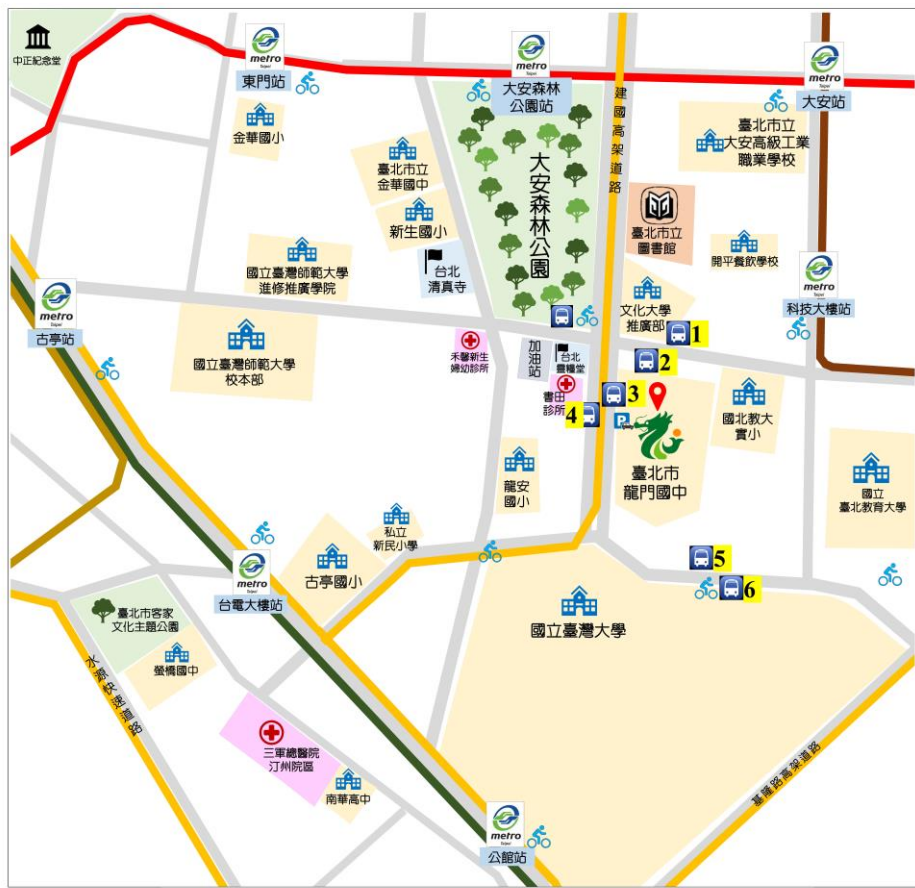 中正紀念堂
metro
Taipei
東門站
metro
Taipei
大安森林
公園站
metro
Taipei
大安站
建國高架道路
金華國小
臺北市立
大安高級工業
職業學校
臺北市立
金華國中
大安森林公園
新生國小
臺北市立
圖書館
國立臺灣師範大學
進修推廣學院
台北
清真寺
開平餐飲學校
metro
Taipei
古亭站
文化大學
推廣部
metro
Taipei
科技大樓站
1
國立臺灣師範大學
校本部
禾馨新生
婦幼診所
加油站
台北
靈糧堂
2
書田
診所
3
4
P
國北教大
實小
臺北市
龍門國中
龍安
國小
國立
臺北教育大學
私立
新民小學
古亭國小
metro
Taipei
台電大樓站
5
6
國立臺灣大學
臺北市客家
文化主題公園
螢橋國中
水源快速道路
三軍總醫院
汀州院區
南華高中
基隆路高架道路
metro
Taipei
公館站